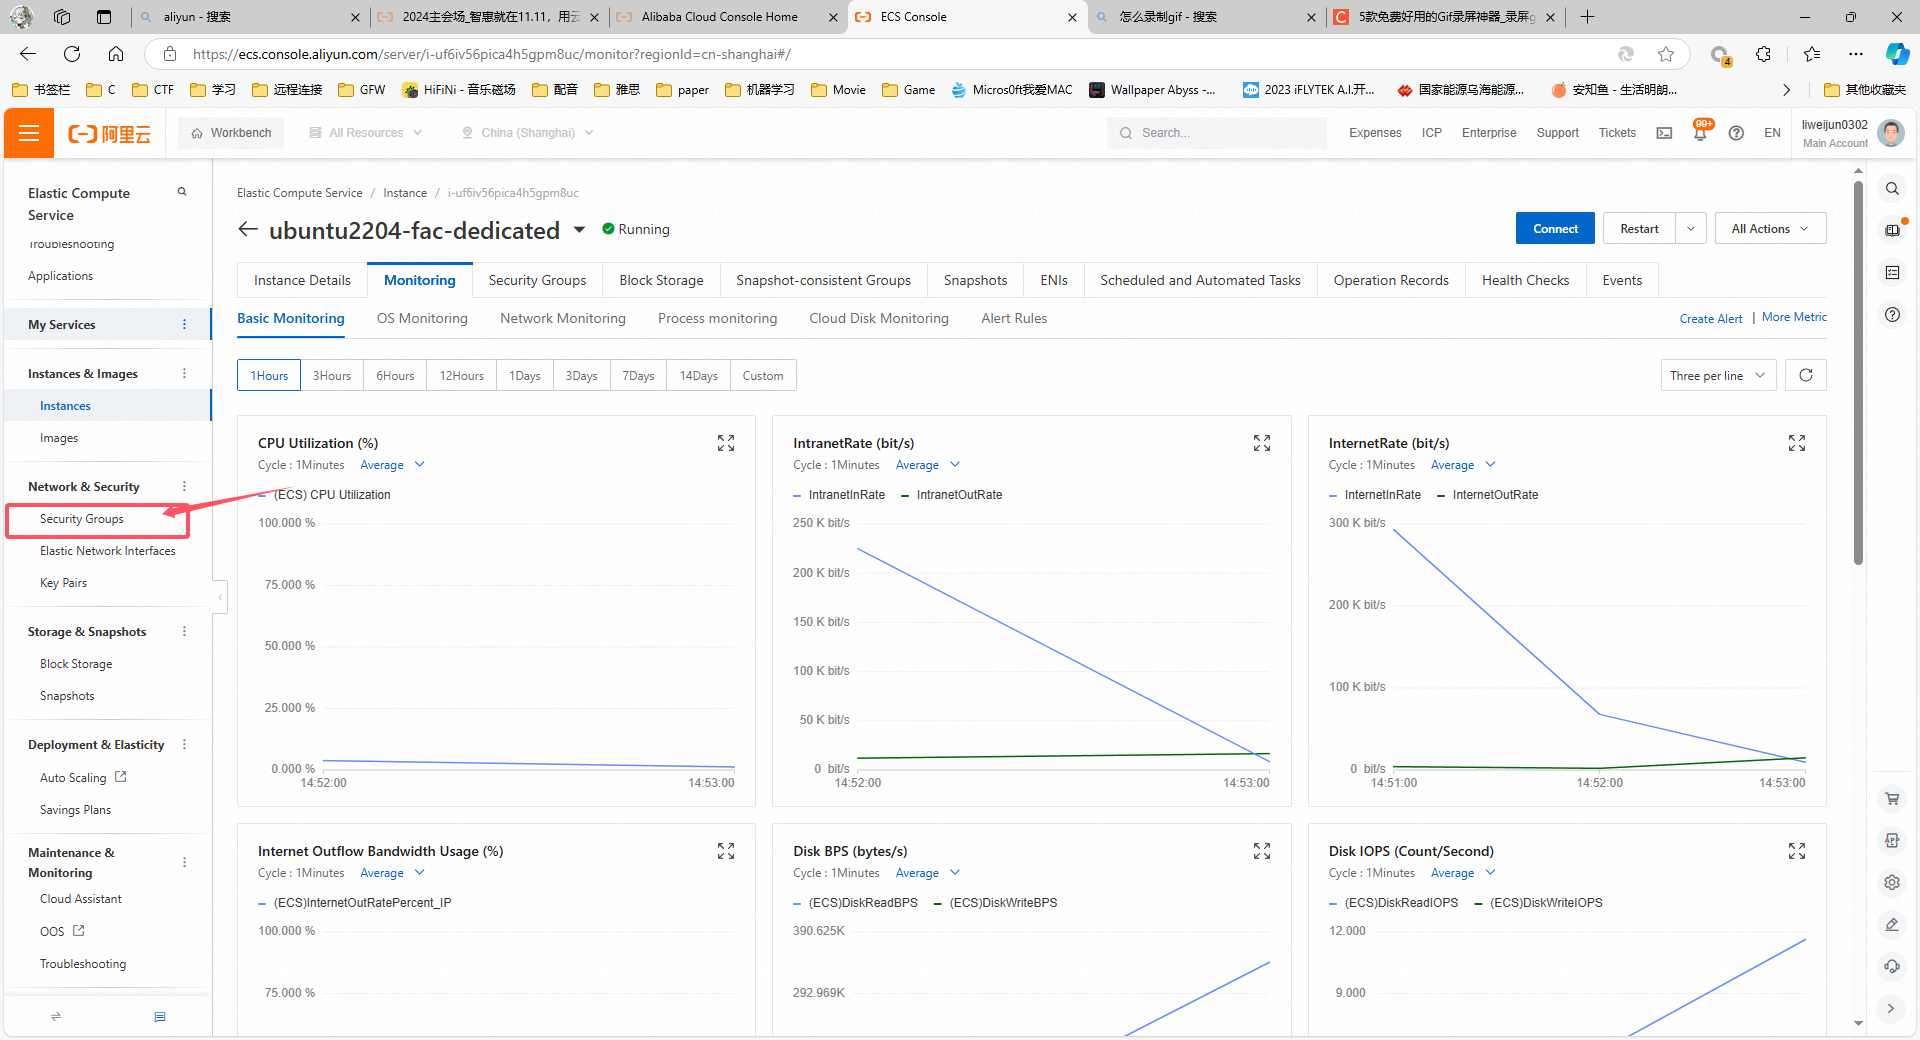 aliyun - 搜索
2024主会场_智惠就在11.11，用云
Alibaba Cloud Console Home
ECS Console
怎么录制gif - 搜索
5款免费好用的Gif录屏神器_录屏g
https://ecs.console.aliyun.com/server/i-uf6iv56pica4h5gpm8uc/monitor?regionId=cn-shanghai#/
4
书签栏
C
CTF
学习
远程连接
GFW
HiFiNi - 音乐磁场
配音
雅思
paper
机器学习
Movie
Game
Micros0ft我爱MAC
Wallpaper Abyss -...
2023 iFLYTEK A.I.开...
国家能源乌海能源...
安知鱼 - 生活明朗...
其他收藏夹
阿里云
Workbench
All Resources
China (Shanghai)
Search...
Expenses
ICP
Enterprise
Support
Tickets
99+
EN
liweijun0302
Main Account
Elastic Compute
Service
Troubleshooting
Applications
My Services
Instances & Images
Instances
Images
Network & Security
Security Groups
Elastic Network Interfaces
Key Pairs
Storage & Snapshots
Block Storage
Snapshots
Deployment & Elasticity
Auto Scaling
Savings Plans
Maintenance &
Monitoring
Cloud Assistant
OOS
Troubleshooting
Elastic Compute Service / Instance / i-uf6iv56pica4h5gpm8uc
ubuntu2204-fac-dedicated
Running
Connect
Restart
All Actions
Instance Details
Monitoring
Security Groups
Block Storage
Snapshot-consistent Groups
Snapshots
ENIs
Scheduled and Automated Tasks
Operation Records
Health Checks
Events
Basic Monitoring
OS Monitoring
Network Monitoring
Process monitoring
Cloud Disk Monitoring
Alert Rules
Create Alert | More Metric
1Hours
3Hours
6Hours
12Hours
1Days
3Days
7Days
14Days
Custom
Three per line
CPU Utilization (%)
Cycle : 1Minutes Average
(ECS) CPU Utilization
100.000 %
75.000 %
50.000 %
25.000 %
0.000 %
14:52:00
14:53:00
IntranetRate (bit/s)
Cycle : 1Minutes Average
IntranetInRate
IntranetOutRate
250 K bit/s
200 K bit/s
150 K bit/s
100 K bit/s
50 K bit/s
0 bit/s
14:52:00
14:53:00
InternetRate (bit/s)
Cycle : 1Minutes Average
InternetInRate
InternetOutRate
300 K bit/s
200 K bit/s
100 K bit/s
0 bit/s
14:51:00
14:52:00
14:53:00
Internet Outflow Bandwidth Usage (%)
Cycle : 1Minutes Average
(ECS)InternetOutRatePercent_IP
100.000 %
75.000 %
Disk BPS (bytes/s)
Cycle : 1Minutes Average
(ECS)DiskReadBPS
(ECS)DiskWriteBPS
390.625K
292.969K
Disk IOPS (Count/Second)
Cycle : 1Minutes Average
(ECS)DiskReadIOPS
(ECS)DiskWriteIOPS
12.000
9.000